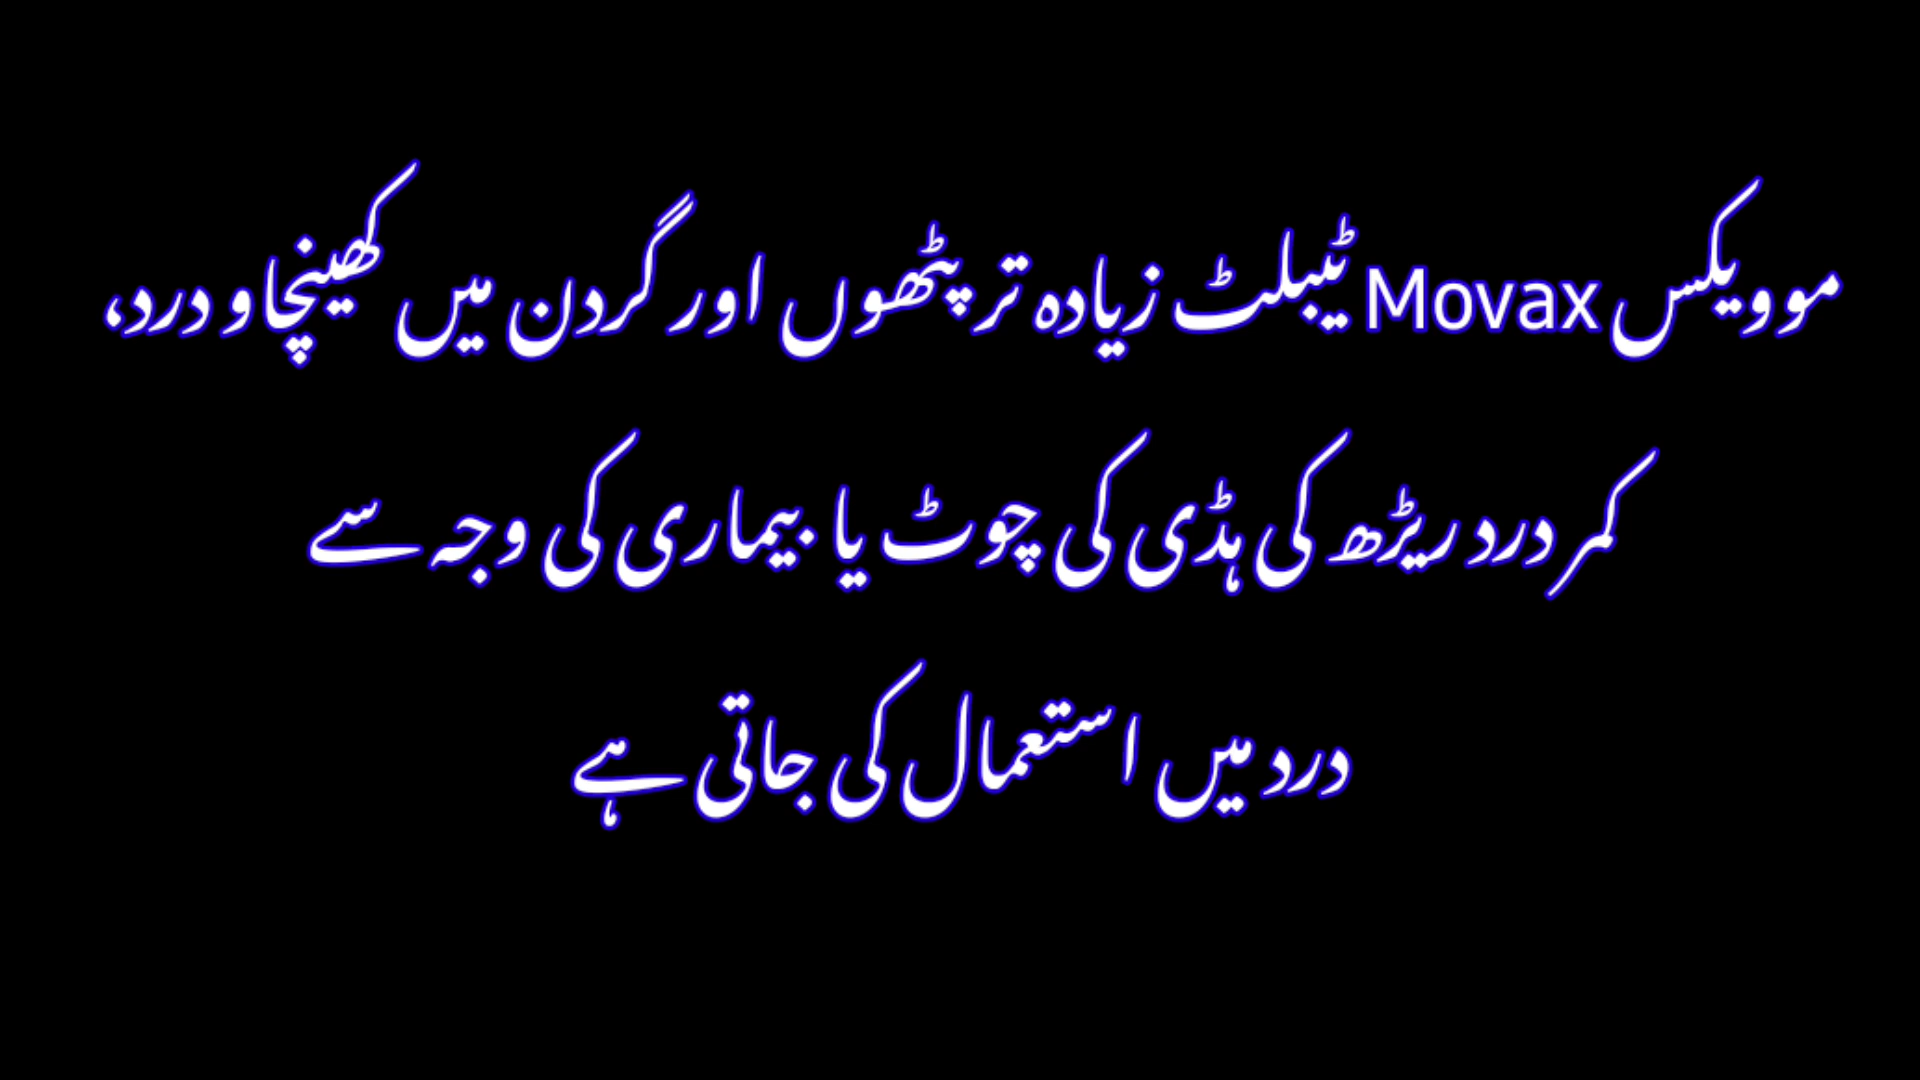 موویکس Movax ٹیبلٹ زیادہ تر پٹھوں اور گردن میں کھینچاو درد،
کمر درد ریڑھ کی ہڈی کی چوٹ یا بیماری کی وجہ سے
درد میں استعمال کی جاتی ہے